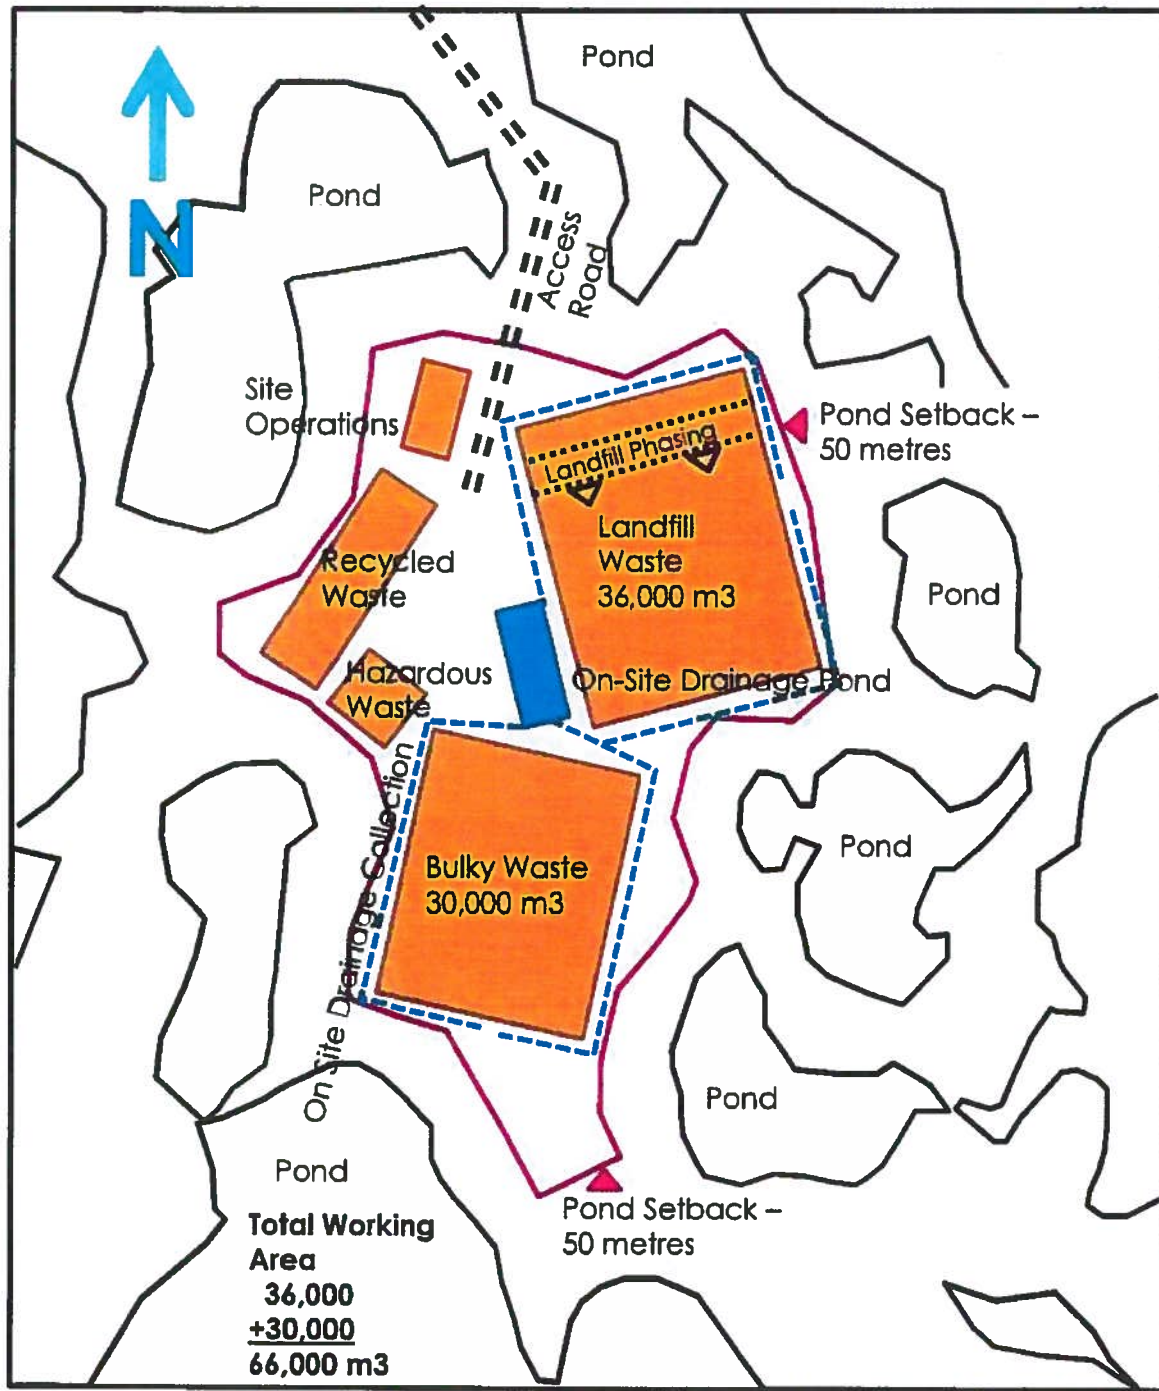 Pond
Pond
N
Access
Road
Site
Operations
Pond Setback –
50 metres
Landfill Phasing
Landfill
Waste
36,000 m3
Recycled
Waste
Pond
Hazardous
Waste
On-Site Drainage Pond
On Site Drainage Collection
Bulky Waste
30,000 m3
Pond
Pond
Pond
Pond Setback –
50 metres
Total Working
Area
36,000
+30,000
66,000 m3